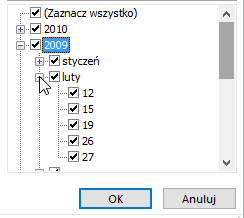 (Zaznacz wszystko)
2010
2009
styczeń
luty
12
15
19
26
27
OK
Anuluj